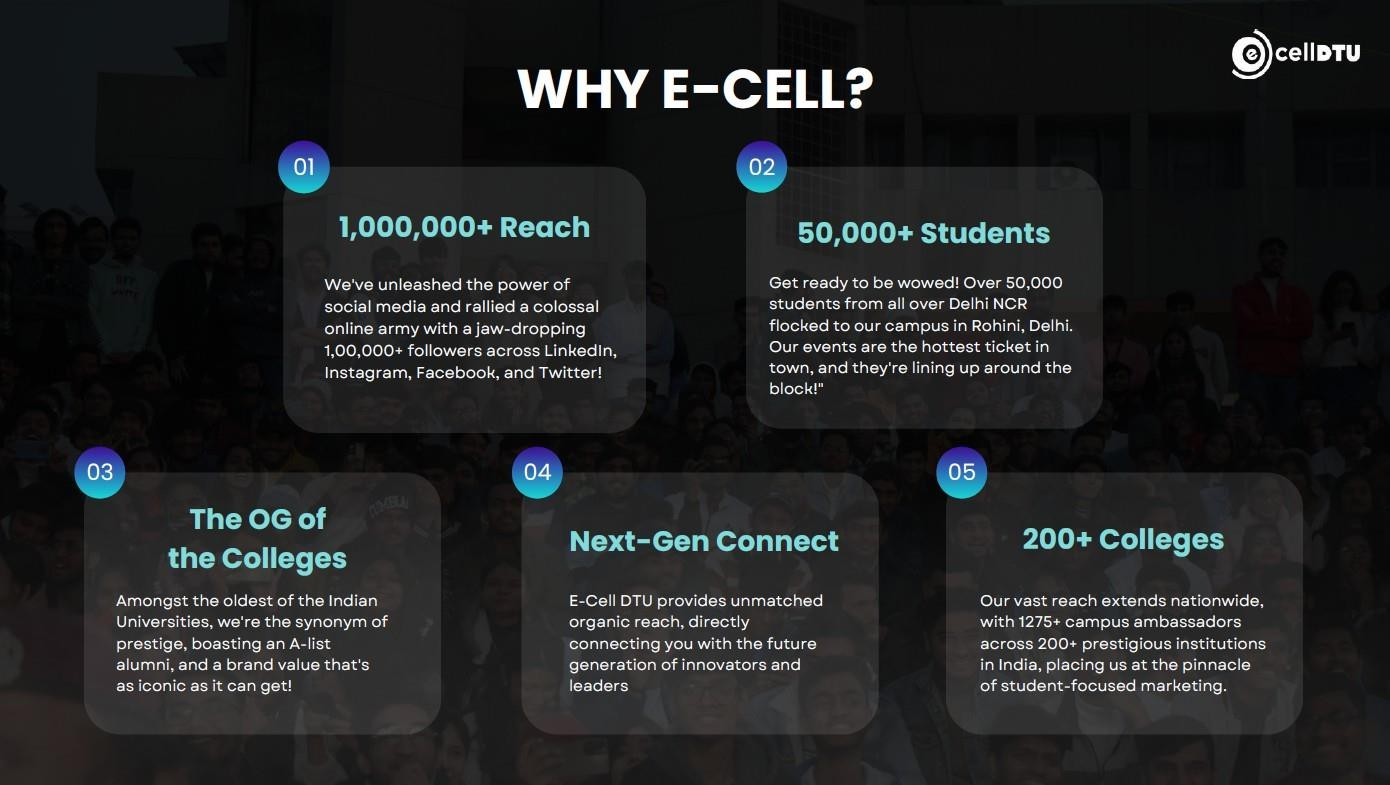 ecellDTU
WHY E-CELL?
01
1,000,000+ Reach
We've unleashed the power of
social media and rallied a colossal
online army with a jaw-dropping
1,00,000+ followers across LinkedIn,
Instagram, Facebook, and Twitter!
02
50,000+ Students
Get ready to be wowed! Over 50,000
students from all over Delhi NCR
flocked to our campus in Rohini, Delhi.
Our events are the hottest ticket in
town, and they're lining up around the
block!"
03
The OG of
the Colleges
Amongst the oldest of the Indian
Universities, we're the synonym of
prestige, boasting an A-list
alumni, and a brand value that's
as iconic as it can get!
04
Next-Gen Connect
E-Cell DTU provides unmatched
organic reach, directly
connecting you with the future
generation of innovators and
leaders
05
200+ Colleges
Our vast reach extends nationwide,
with 1275+ campus ambassadors
across 200+ prestigious institutions
in India, placing us at the pinnacle
of student-focused marketing.